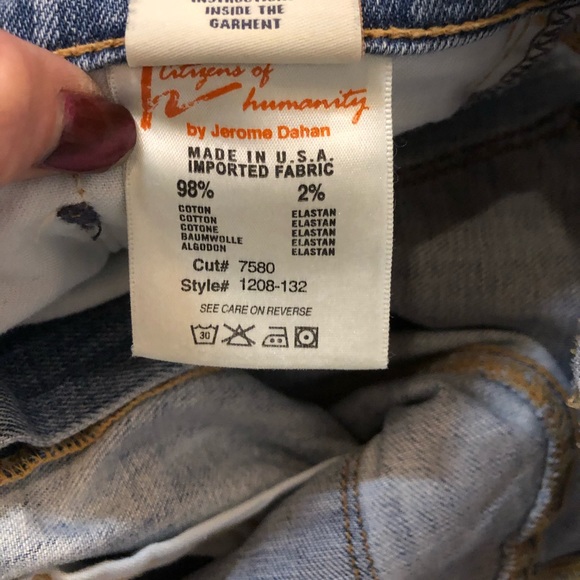 INSIDE THE
GARMENT
Citizens of
humanity
by Jerome Dahan
MADE IN U.S.A.
IMPORTED FABRIC
98% 2%
COTON ELASTAN
COTTON ELASTAN
COTONE ELASTAN
BAUMWOLLE ELASTAN
ALGODON ELASTAN
Cut# 7580
Style# 1208-132
SEE CARE ON REVERSE
30